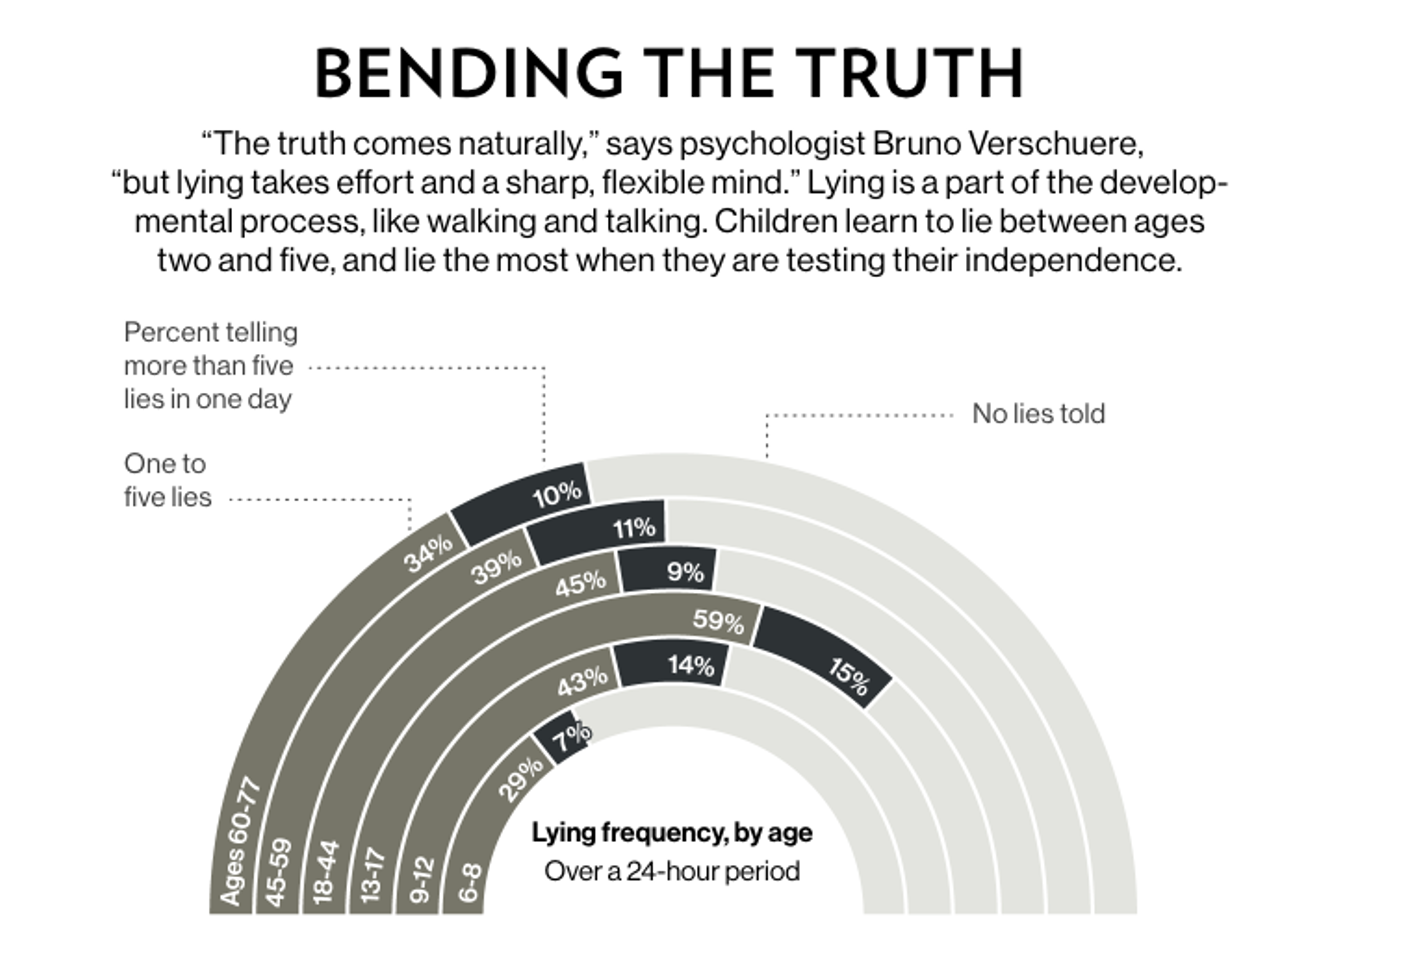 BENDING THE TRUTH
“The truth comes naturally,” says psychologist Bruno Verschuere,
“but lying takes effort and a sharp, flexible mind.” Lying is a part of the develop-
mental process, like walking and talking. Children learn to lie between ages
two and five, and lie the most when they are testing their independence.
Percent telling
more than five
lies in one day
No lies told
One to
five lies
10%
34%
11%
39%
9%
45%
59%
15%
14%
43%
7%
29%
Ages 60-77
45-59
18-44
13-17
9-12
6-8
Lying frequency, by age
Over a 24-hour period